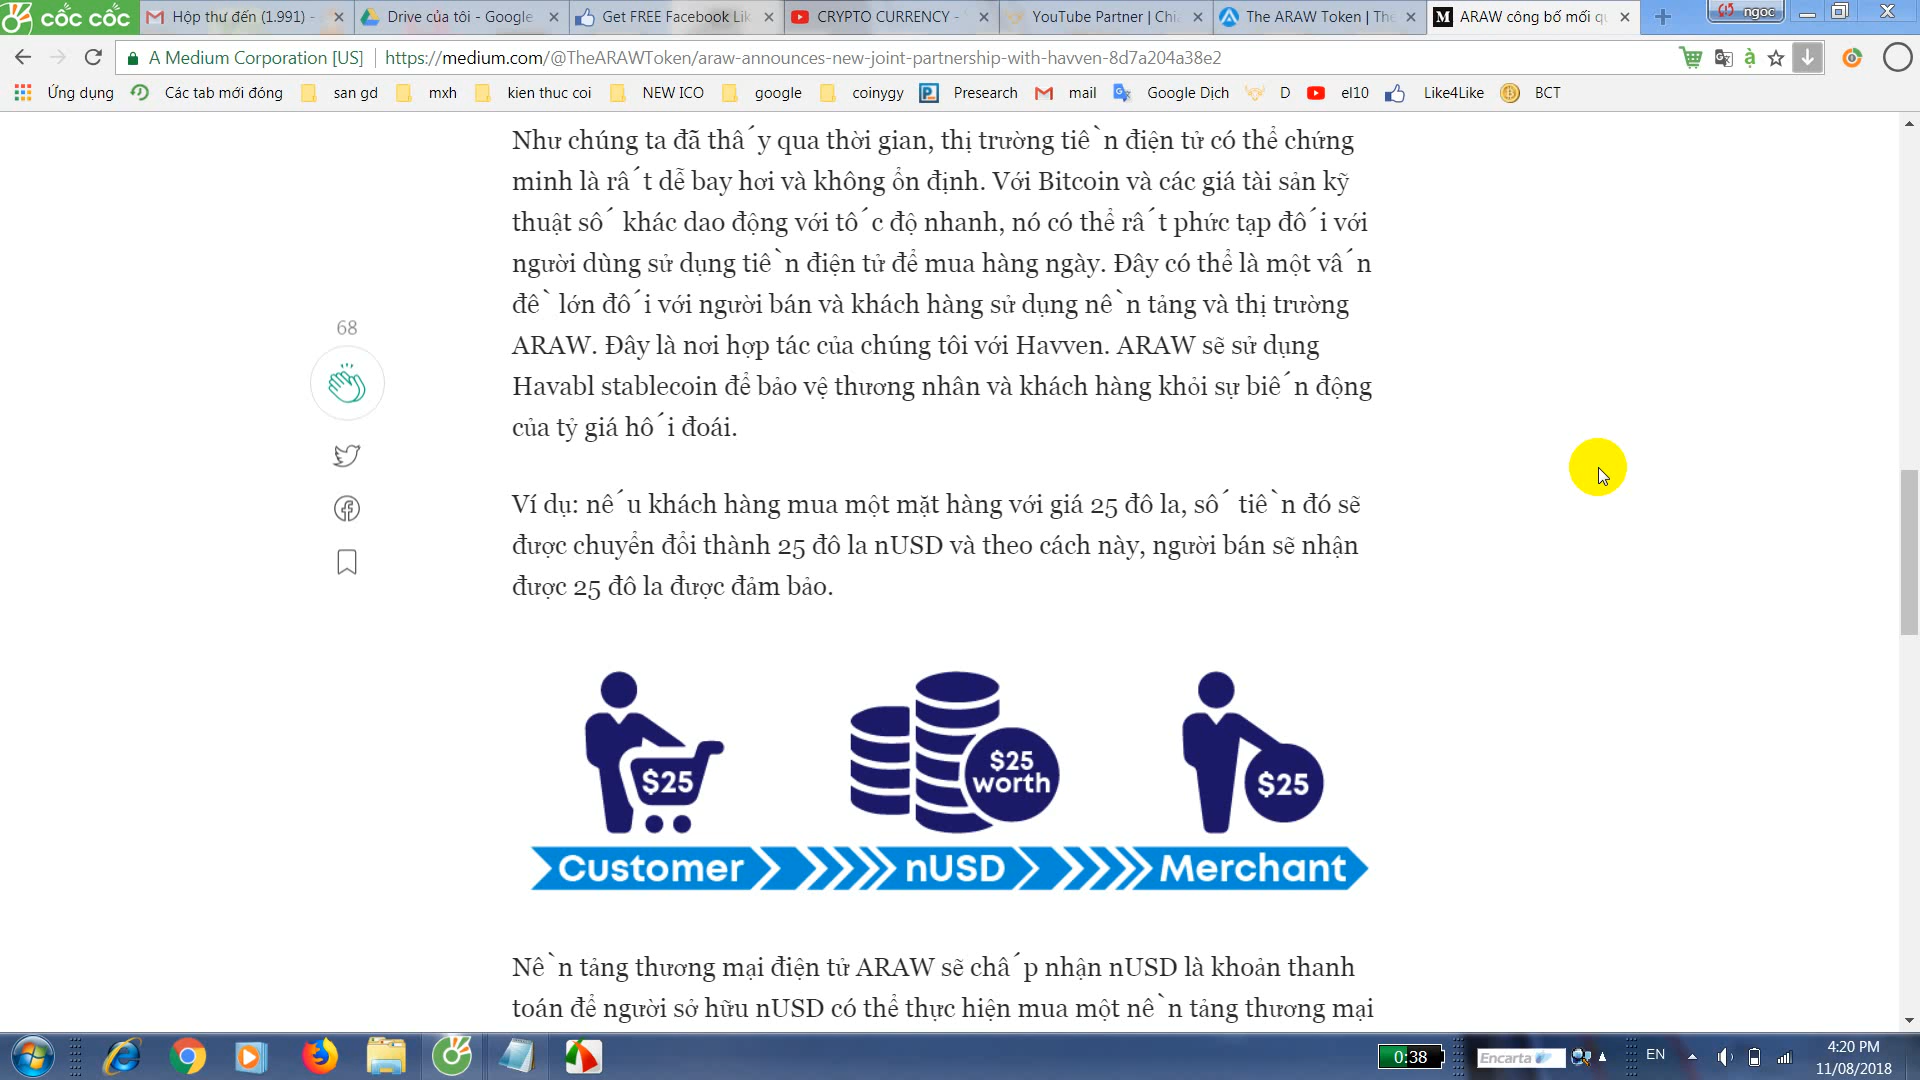 cốc cốc
Hộp thư đến (1.991) -
Drive của tôi - Google
Get FREE Facebook Lik
CRYPTO CURRENCY -
YouTube Partner | Chi
The ARAW Token | The
M ARAW công bố mối q
ngoc
A Medium Corporation [US]
https://medium.com/@TheARAWToken/araw-announces-new-joint-partnership-with-havven-8d7a204a38e2
Ứng dụng Các tab mới đóng san gd mxh kien thuc coi NEW ICO google coinygy Presearch mail Google Dịch D el10 Like4Like BCT
Như chúng ta đã thấy qua thời gian, thị trường tiền điện tử có thể chứng
minh là rất dễ bay hơi và không ổn định. Với Bitcoin và các giá tài sản kỹ
thuật số khác dao động với tốc độ nhanh, nó có thể rất phức tạp đối với
người dùng sử dụng tiền điện tử để mua hàng ngày. Đây có thể là một vấn
đề lớn đối với người bán và khách hàng sử dụng nền tảng và thị trường
ARAW. Đây là nơi hợp tác của chúng tôi với Havven. ARAW sẽ sử dụng
Havabl stablecoin để bảo vệ thương nhân và khách hàng khỏi sự biến động
của tỷ giá hối đoái.
68
Ví dụ: nếu khách hàng mua một mặt hàng với giá 25 đô la, số tiền đó sẽ
được chuyển đổi thành 25 đô la nUSD và theo cách này, người bán sẽ nhận
được 25 đô la được đảm bảo.
$25
$25
worth
$25
Customer nUSD Merchant
Nền tảng thương mại điện tử ARAW sẽ chấp nhận nUSD là khoản thanh
toán để người sở hữu nUSD có thể thực hiện mua một nền tảng thương mại
0:38
Encarta
EN
4:20 PM
11/08/2018